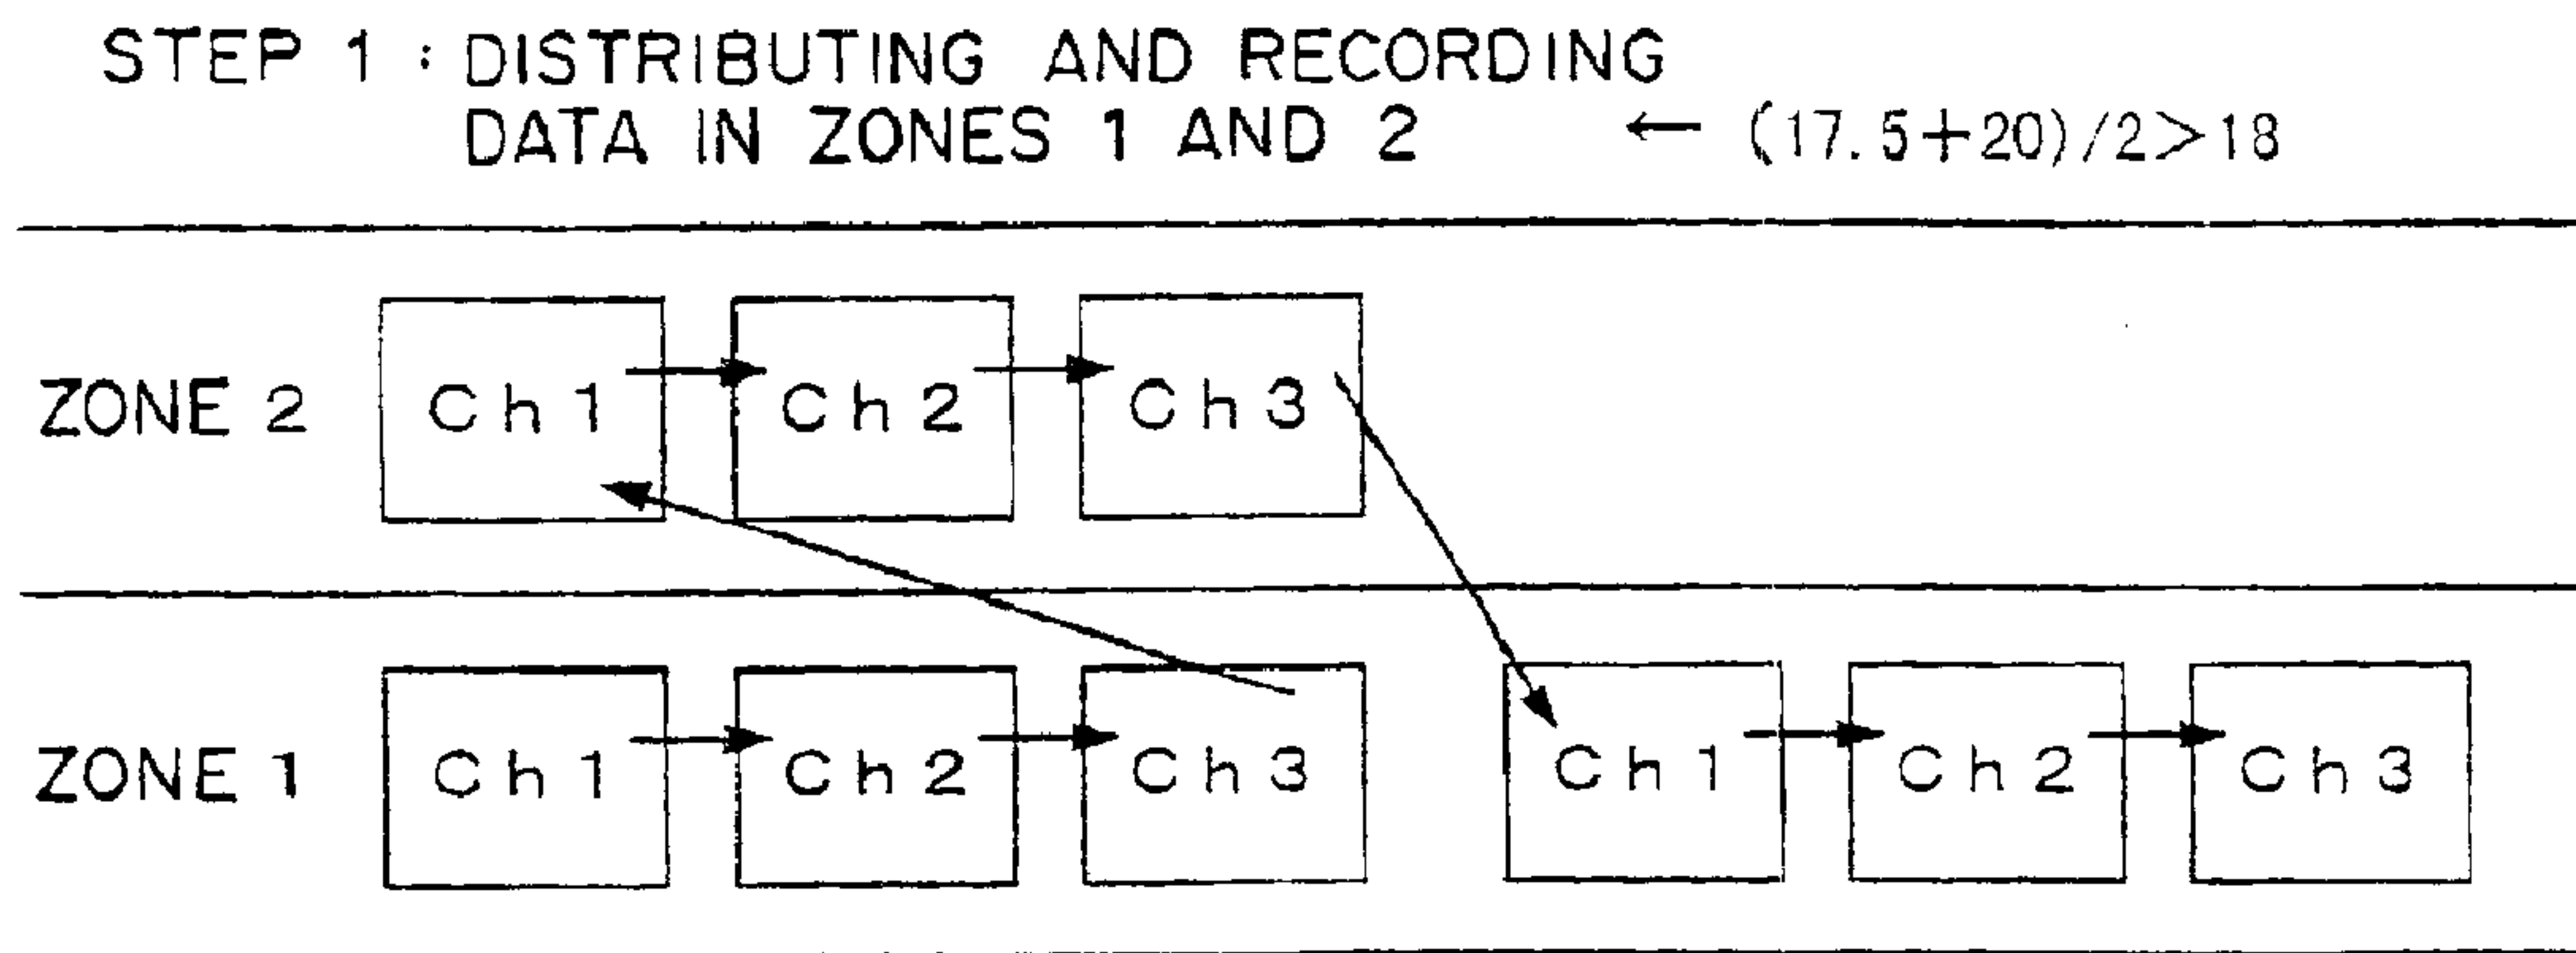 STEP 1 : DISTRIBUTING AND RECORDING
DATA IN ZONES 1 AND 2 ← (17.5+20)/2>18
ZONE 2 Ch1 Ch2 Ch3
ZONE 1 Ch1 Ch2 Ch3 Ch1 Ch2 Ch3